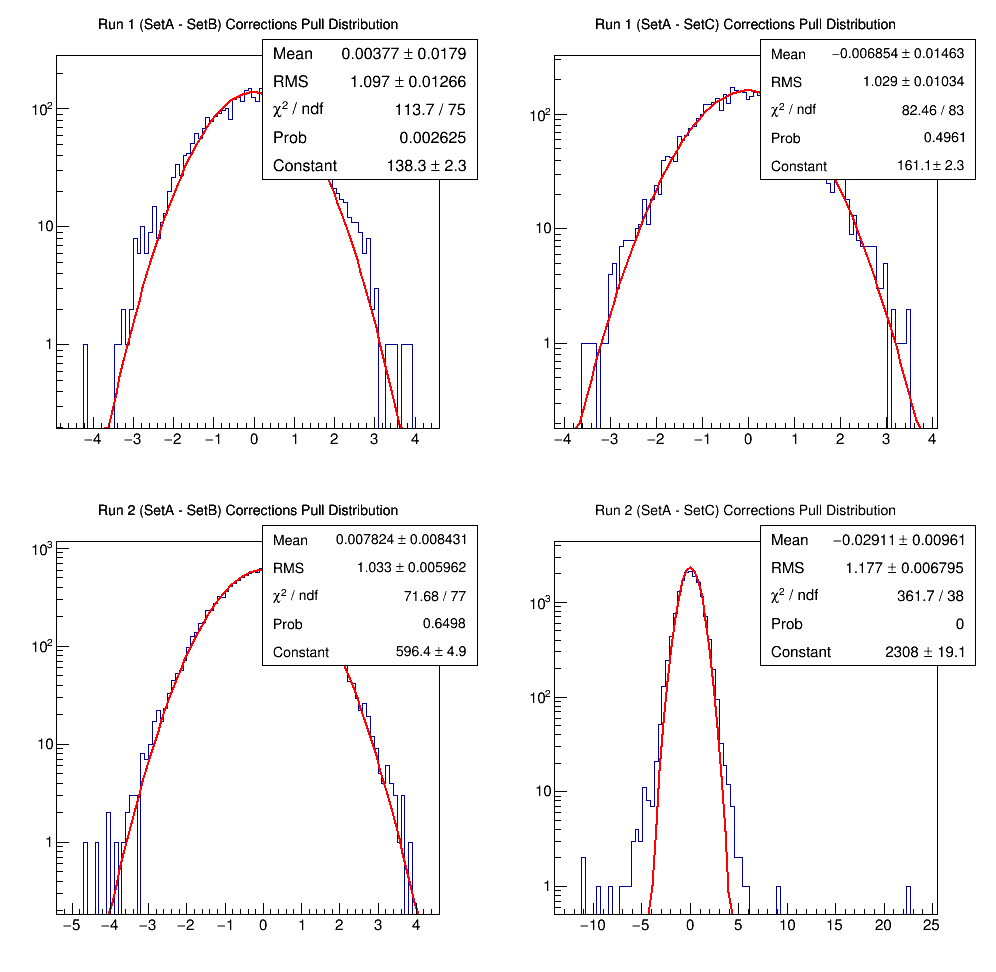 Run 1 (SetA - SetB) Corrections Pull Distribution
Mean 0.00377 ± 0.0179
RMS 1.097 ± 0.01266
χ² / ndf 113.7 / 75
Prob 0.002625
Constant 138.3 ± 2.3
10²
10
1
−4 −3 −2 −1 0 1 2 3 4
Run 1 (SetA - SetC) Corrections Pull Distribution
Mean −0.006854 ± 0.01463
RMS 1.029 ± 0.01034
χ² / ndf 82.46 / 83
Prob 0.4961
Constant 161.1 ± 2.3
10²
10
1
−4 −3 −2 −1 0 1 2 3 4
Run 2 (SetA - SetB) Corrections Pull Distribution
Mean 0.007824 ± 0.008431
RMS 1.033 ± 0.005962
χ² / ndf 71.68 / 77
Prob 0.6498
Constant 596.4 ± 4.9
10³
10²
10
1
−5 −4 −3 −2 −1 0 1 2 3 4
Run 2 (SetA - SetC) Corrections Pull Distribution
Mean −0.02911 ± 0.00961
RMS 1.177 ± 0.006795
χ² / ndf 361.7 / 38
Prob 0
Constant 2308 ± 19.1
10³
10²
10
1
−10 −5 0 5 10 15 20 25